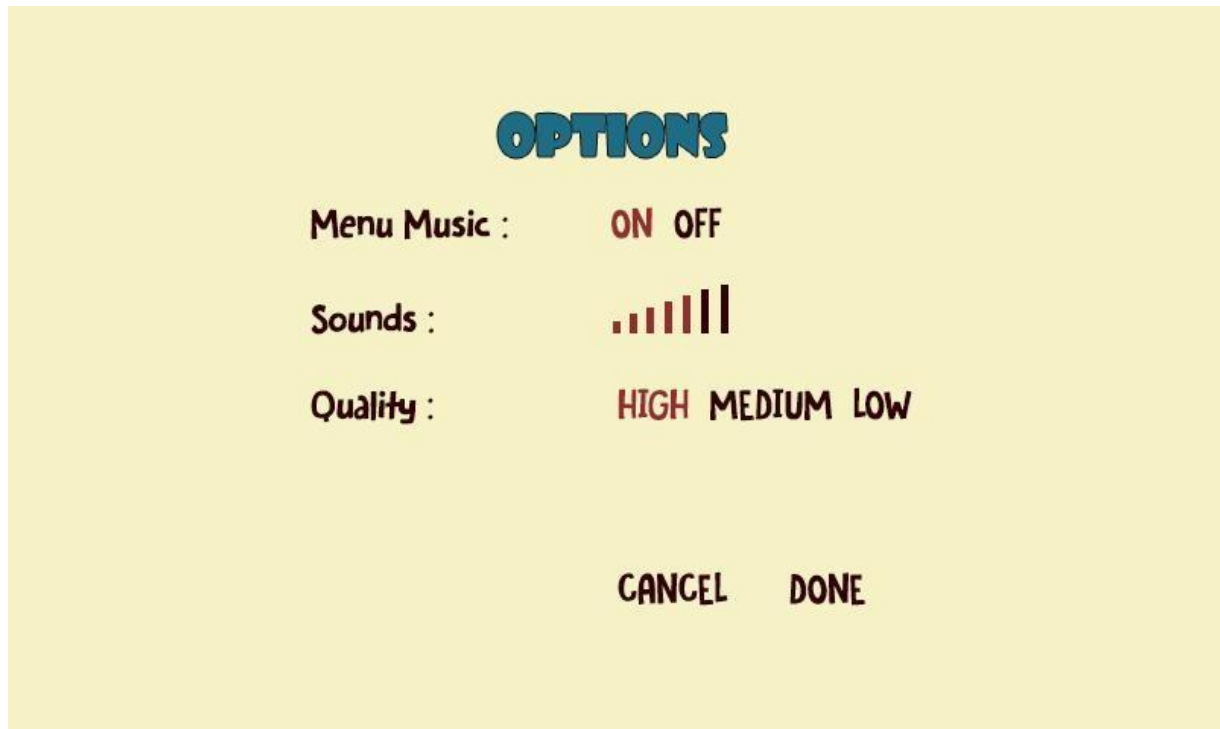 OPTIONS
Menu Music : ON OFF
Sounds :
Quality : HIGH MEDIUM LOW
CANCEL DONE